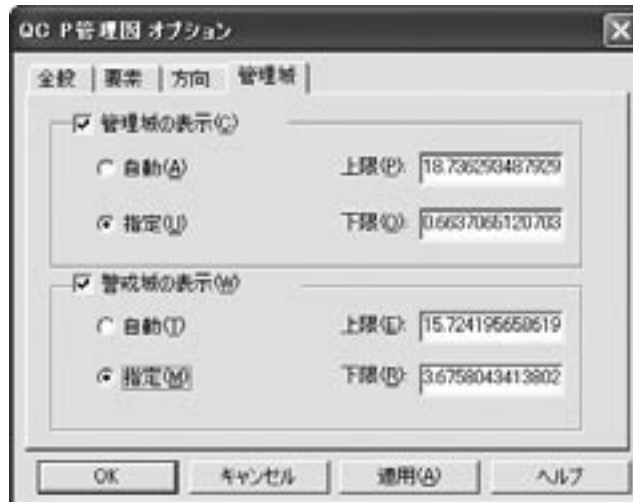 QC P管理図 オプション
全般 要素 方向 管理域
管理域の表示(C)
自動(A) 上限(P): 18.736293487929
指定(U) 下限(O): 0.6637065120703
警戒域の表示(W)
自動(T) 上限(E): 15.724195658619
指定(M) 下限(R): 3.6758043413802
OK キャンセル 適用(A) ヘルプ